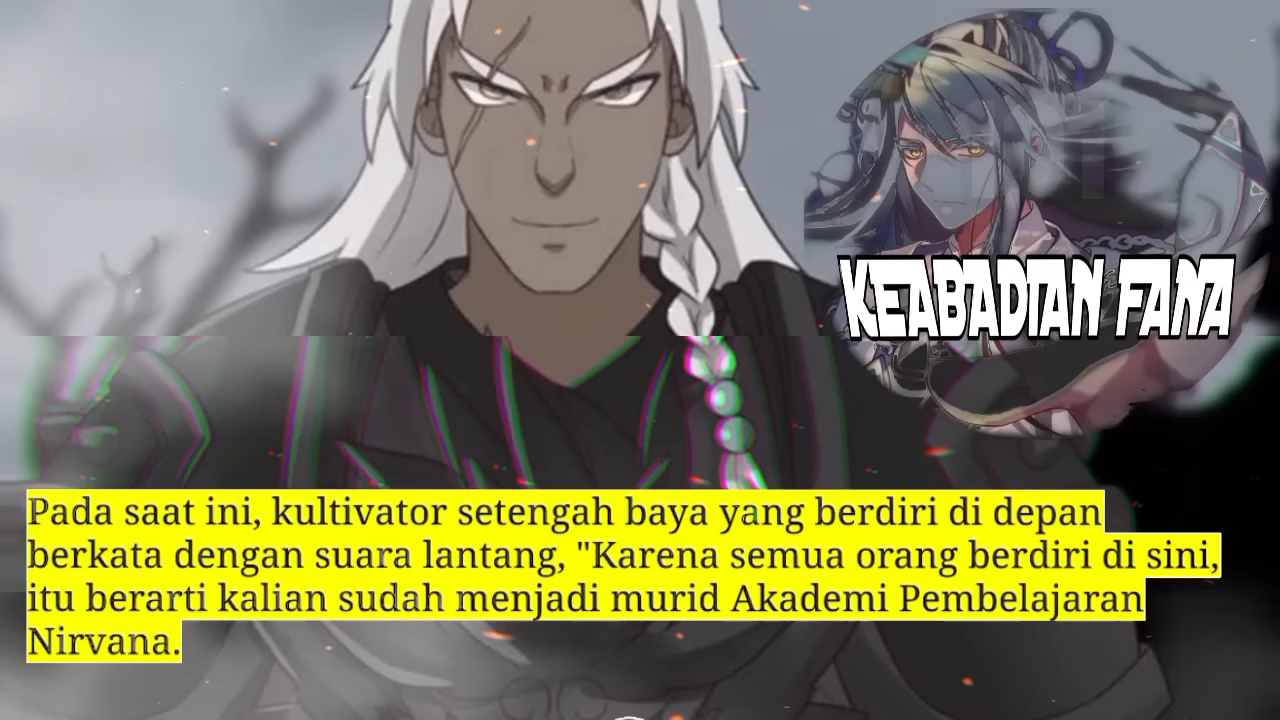 KEABADIAN FANA
Pada saat ini, kultivator setengah baya yang berdiri di depan
berkata dengan suara lantang, "Karena semua orang berdiri di sini,
itu berarti kalian sudah menjadi murid Akademi Pembelajaran
Nirvana.